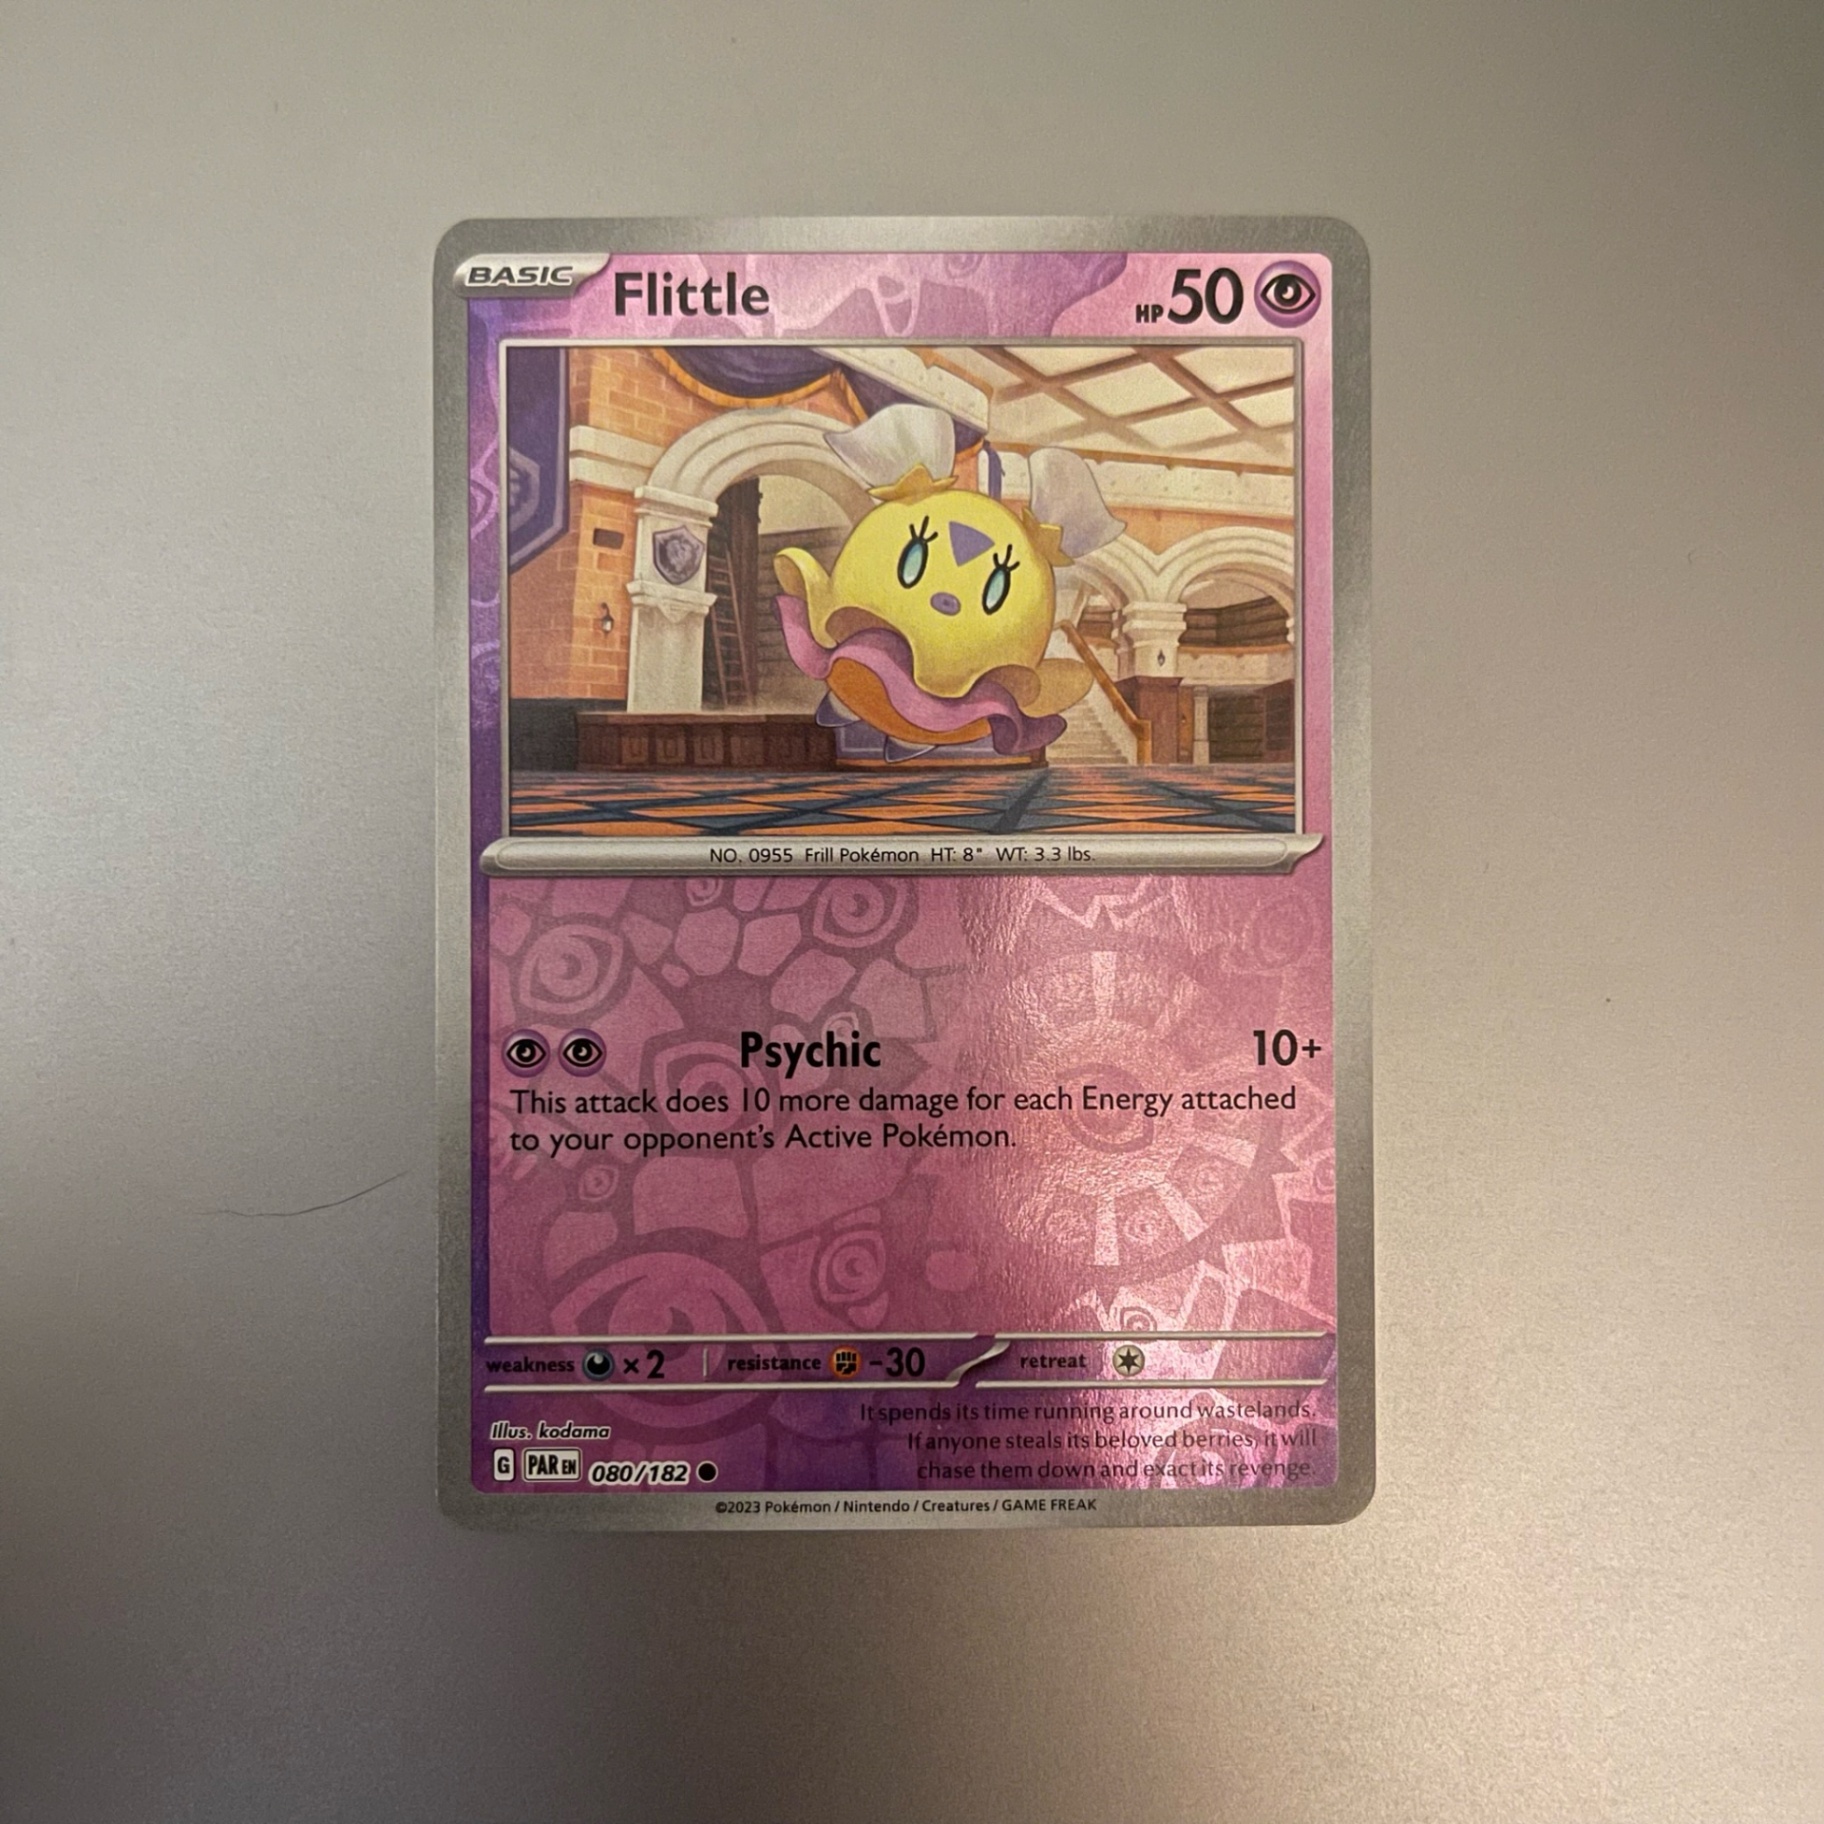 BASIC Flittle HP 50
NO. 0955 Frill Pokémon HT: 8" WT: 3.3 lbs.
Psychic 10+
This attack does 10 more damage for each Energy attached
to your opponent's Active Pokémon.
weakness ×2 resistance -30 retreat
It spends its time running around wastelands.
If anyone steals its beloved berries, it will
chase them down and exact its revenge.
Illus. kodama
G PAR EN 080/182
©2023 Pokémon / Nintendo / Creatures / GAME FREAK